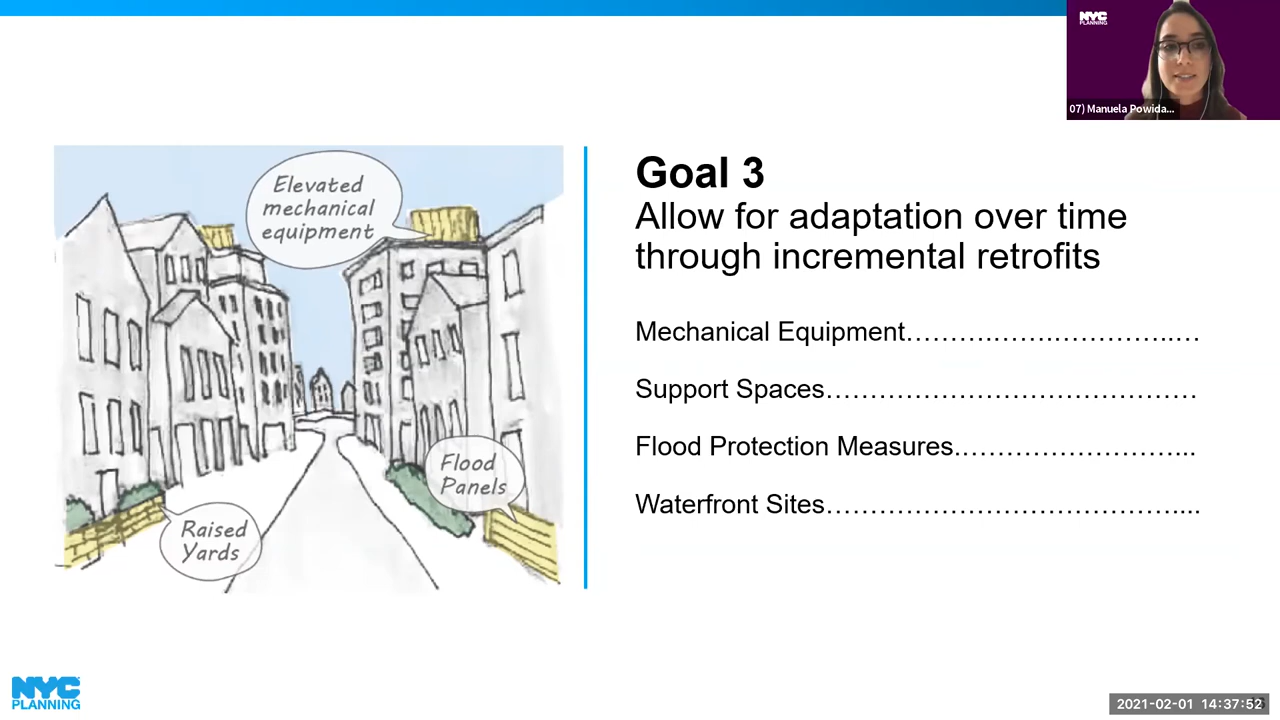 NYC
PLANNING
07) Manuela Powida...
Elevated
mechanical
equipment
Flood
Panels
Raised
Yards
Goal 3
Allow for adaptation over time
through incremental retrofits
Mechanical Equipment……….…….…………..…
Support Spaces……………………………………
Flood Protection Measures.……………………...
Waterfront Sites…………………………………....
NYC
PLANNING
2021-02-01 14:37:52